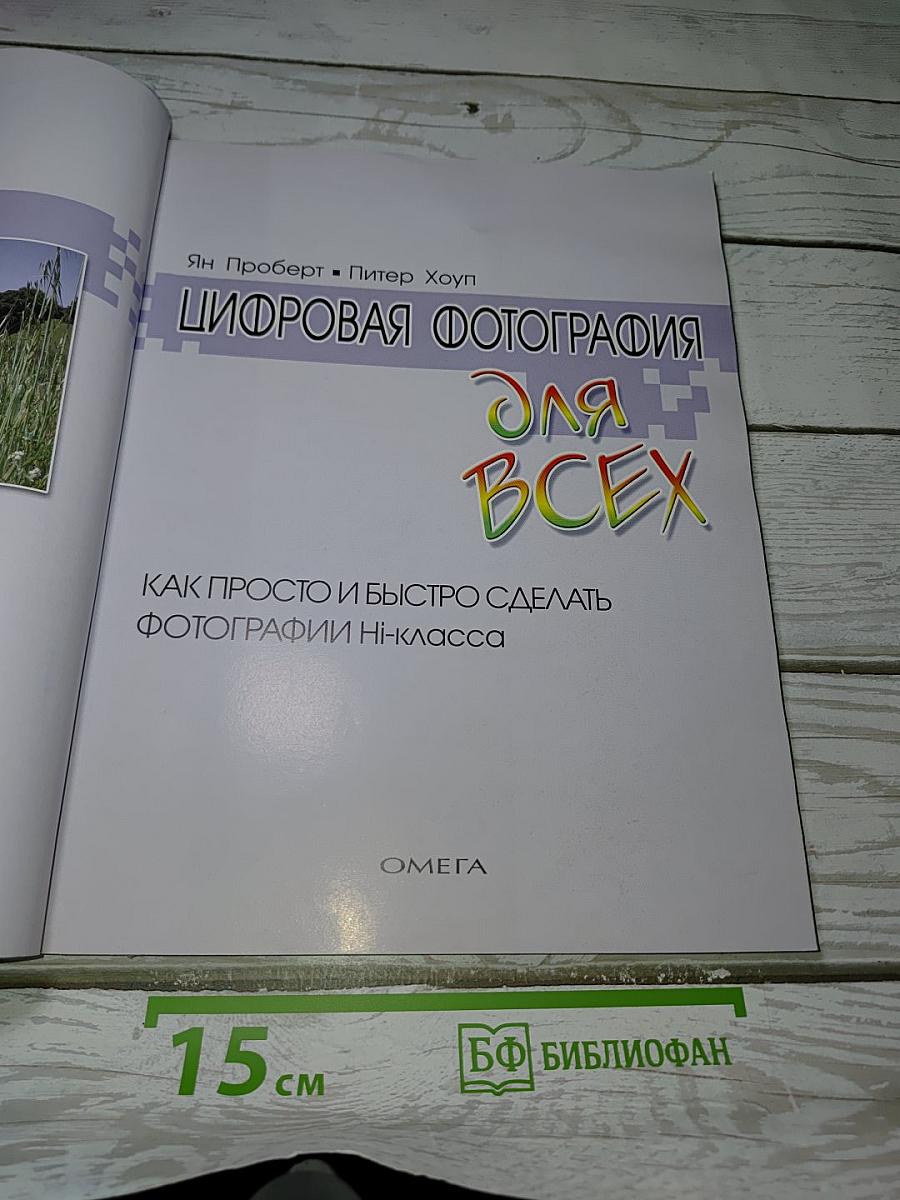 Ян Проберт ▪ Питер Хоуп
ЦИФРОВАЯ ФОТОГРАФИЯ
для
ВСЕХ
КАК ПРОСТО И БЫСТРО СДЕЛАТЬ
ФОТОГРАФИИ Hi-класса
ОМЕГА
15 см
БФ БИБЛИОФАН